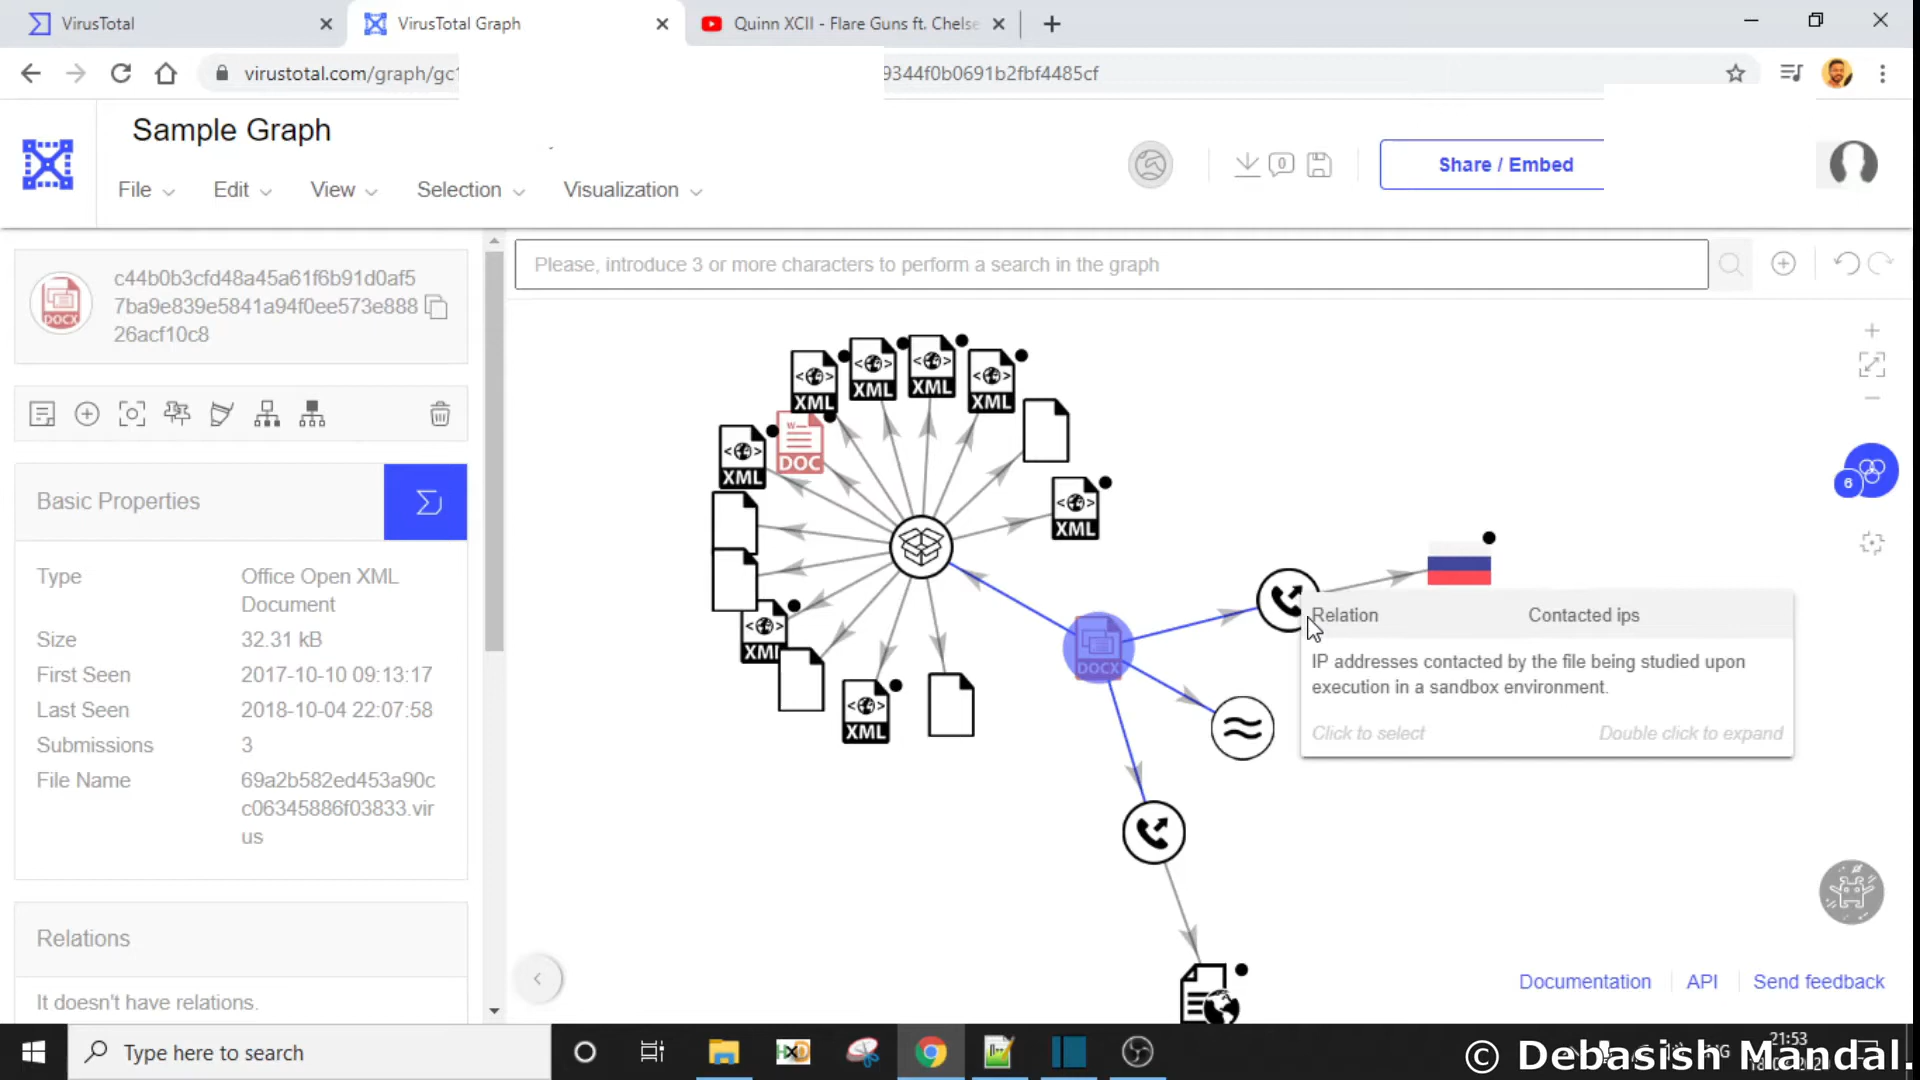 VirusTotal
VirusTotal Graph
Quinn XCII - Flare Guns ft. Chelse
virustotal.com/graph/gc
9344f0b0691b2fbf4485cf
Sample Graph
File
Edit
View
Selection
Visualization
0
Share / Embed
DOCX
c44b0b3cfd48a45a61f6b91d0af5
7ba9e839e5841a94f0ee573e888
26acf10c8
Please, introduce 3 or more characters to perform a search in the graph
Basic Properties
Type
Office Open XML
Document
Size
32.31 kB
First Seen
2017-10-10 09:13:17
Last Seen
2018-10-04 22:07:58
Submissions
3
File Name
69a2b582ed453a90c
c06345886f03833.vir
us
Relations
It doesn't have relations.
XML
XML
XML
XML
XML
DOC
XML
XML
XML
DOCX
6
Relation
Contacted ips
IP addresses contacted by the file being studied upon
execution in a sandbox environment.
Click to select
Double click to expand
Documentation
API
Send feedback
Type here to search
HXD
21:53
© Debasish Mandal.